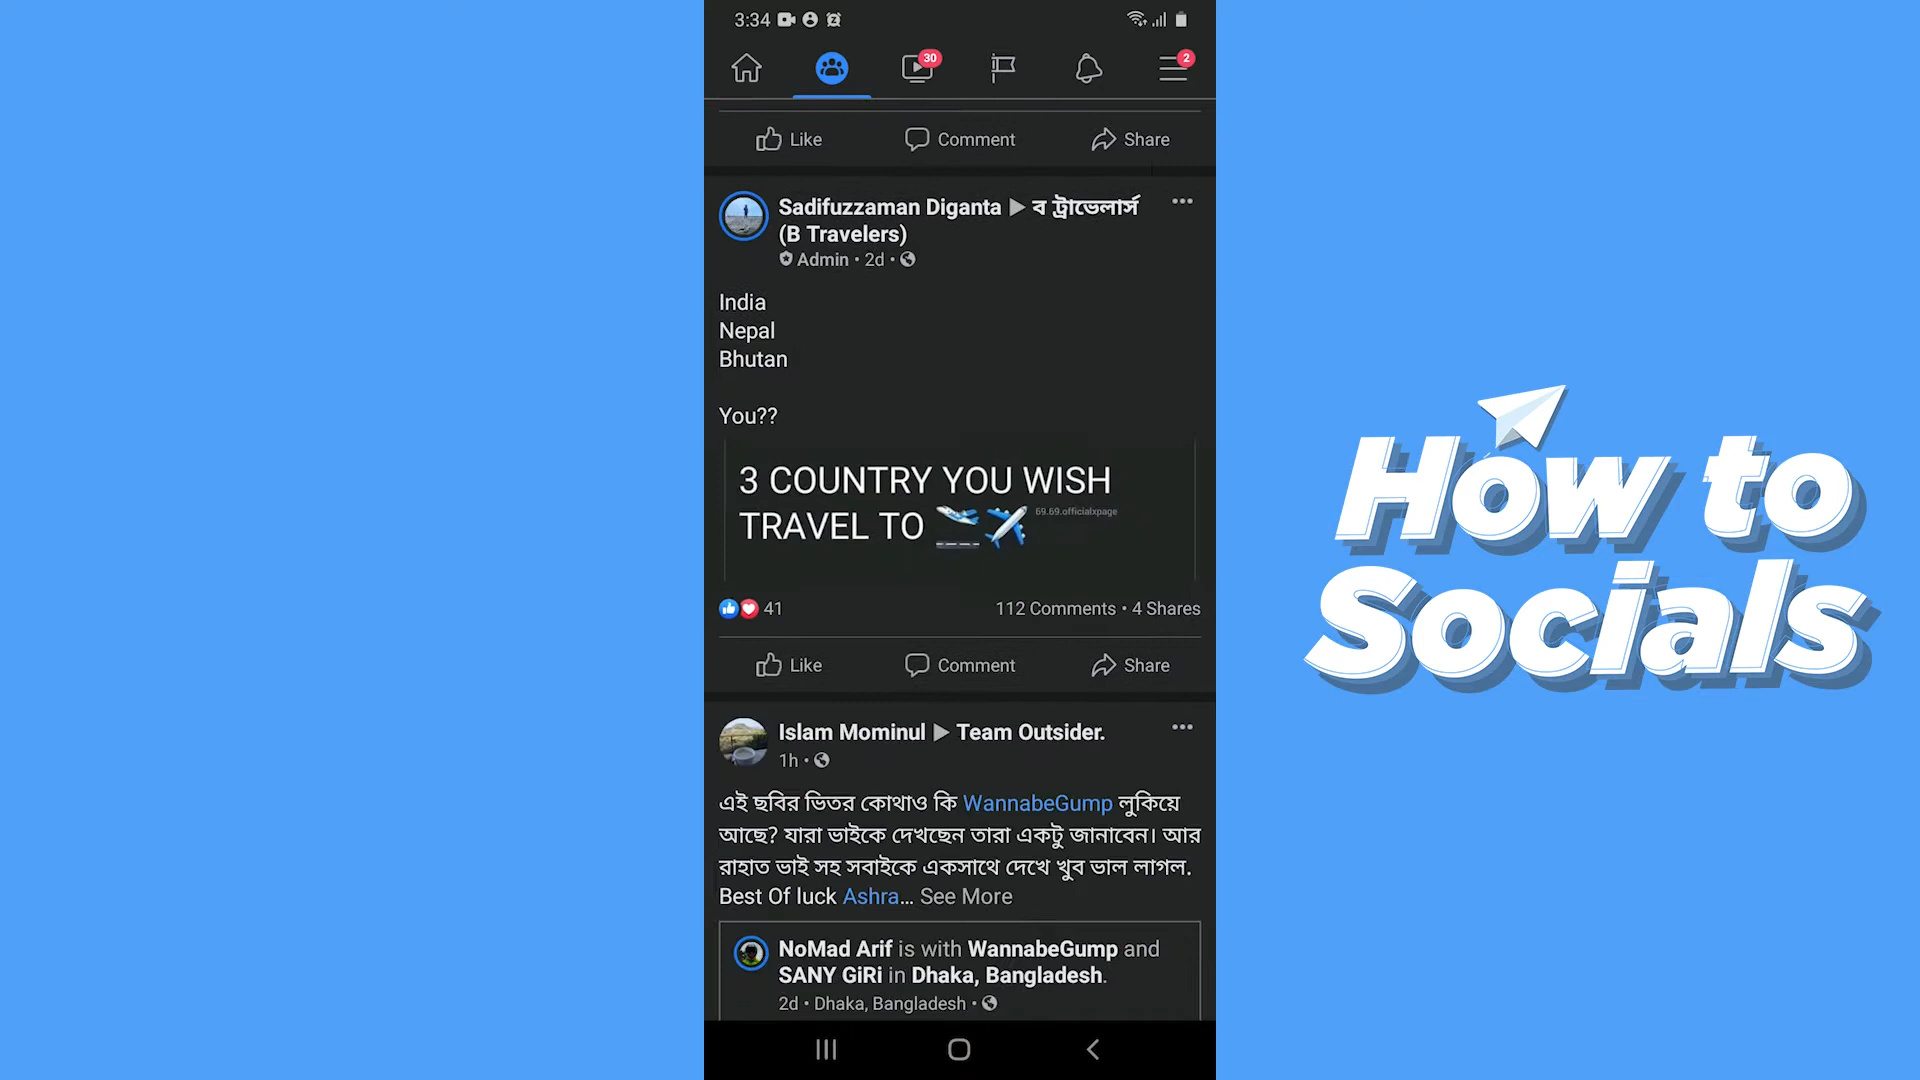 3:34
30
2
Like Comment Share
Sadifuzzaman Diganta ▶ ব ট্রাভেলার্স
(B Travelers)
Admin • 2d •
India
Nepal
Bhutan
You??
3 COUNTRY YOU WISH
TRAVEL TO
69.69.officialxpage
41 112 Comments • 4 Shares
Like Comment Share
Islam Mominul ▶ Team Outsider.
1h •
এই ছবির ভিতর কোথাও কি WannabeGump লুকিয়ে
আছে? যারা ভাইকে দেখছেন তারা একটু জানাবেন। আর
রাহাত ভাই সহ সবাইকে একসাথে দেখে খুব ভাল লাগল.
Best Of luck Ashra... See More
NoMad Arif is with WannabeGump and
SANY GiRi in Dhaka, Bangladesh.
2d • Dhaka, Bangladesh •
How to
Socials